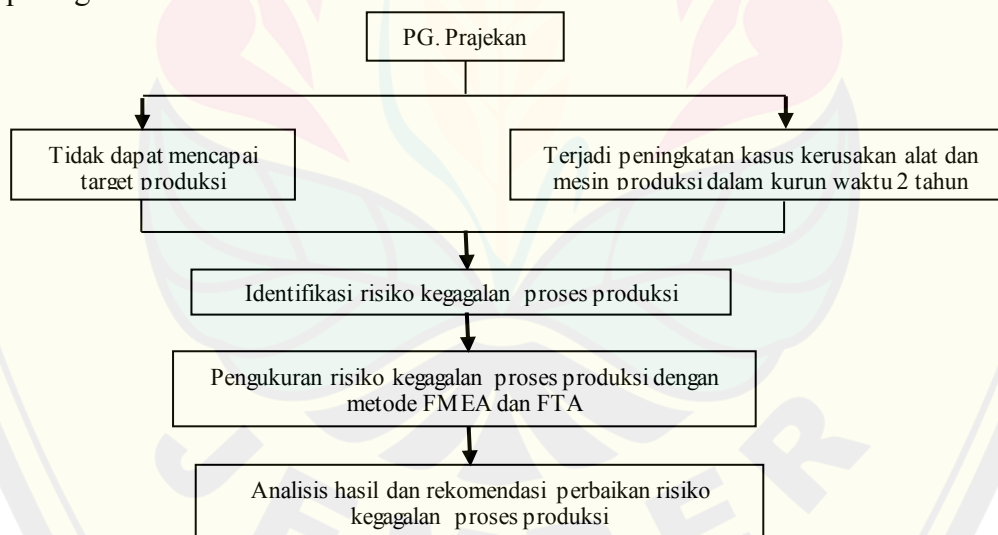 PG. Prajekan
Tidak dapat mencapai
target produksi
Terjadi peningkatan kasus kerusakan alat dan
mesin produksi dalam kurun waktu 2 tahun
Identifikasi risiko kegagalan proses produksi
Pengukuran risiko kegagalan proses produksi dengan
metode FMEA dan FTA
Analisis hasil dan rekomendasi perbaikan risiko
kegagalan proses produksi